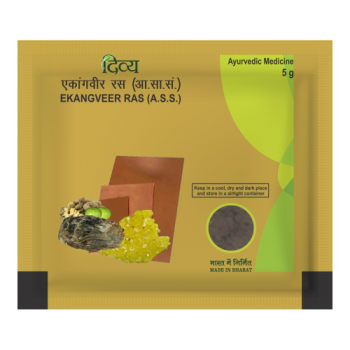 दिव्य
एकांगवीर रस (आ.सा.सं.)
EKANGVEER RAS (A.S.S.)
Ayurvedic Medicine
5 g
Keep in a cool, dry and dark place
and store in a airtight container
भारत में निर्मित
MADE IN BHARAT